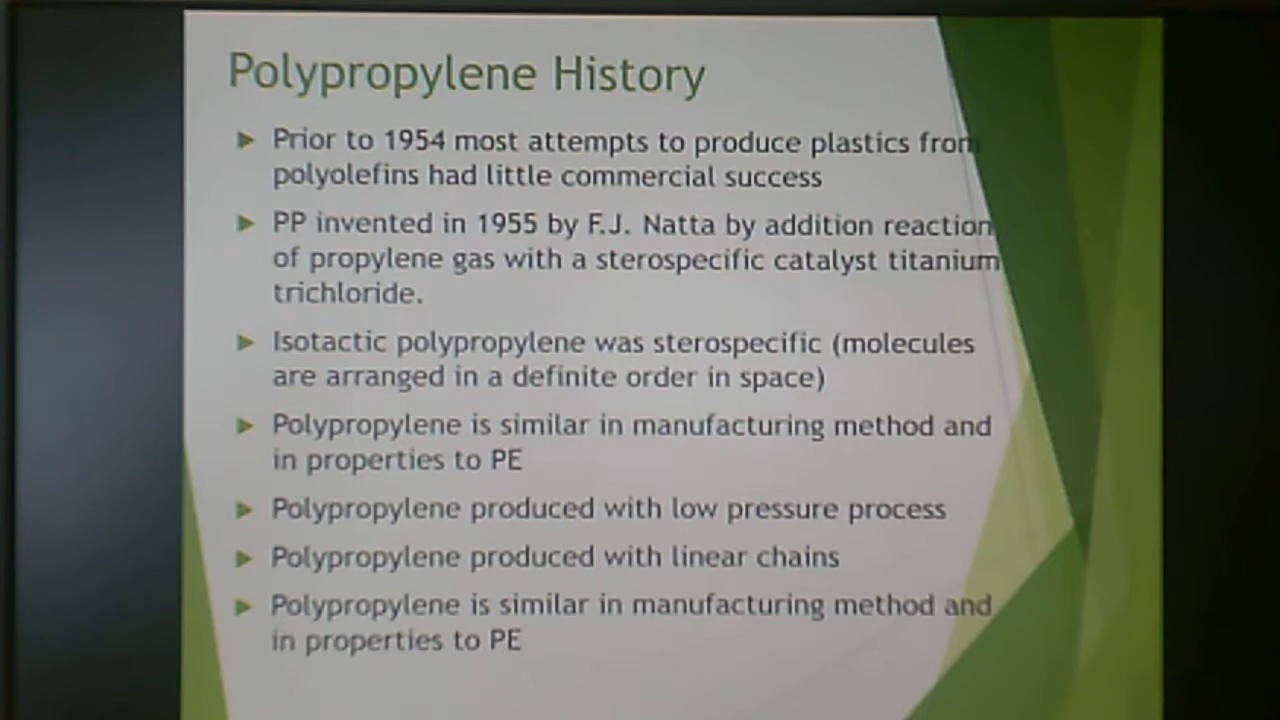 Polypropylene History
Prior to 1954 most attempts to produce plastics from
polyolefins had little commercial success
PP invented in 1955 by F.J. Natta by addition reaction
of propylene gas with a sterospecific catalyst titanium
trichloride.
Isotactic polypropylene was sterospecific (molecules
are arranged in a definite order in space)
Polypropylene is similar in manufacturing method and
in properties to PE
Polypropylene produced with low pressure process
Polypropylene produced with linear chains
Polypropylene is similar in manufacturing method and
in properties to PE